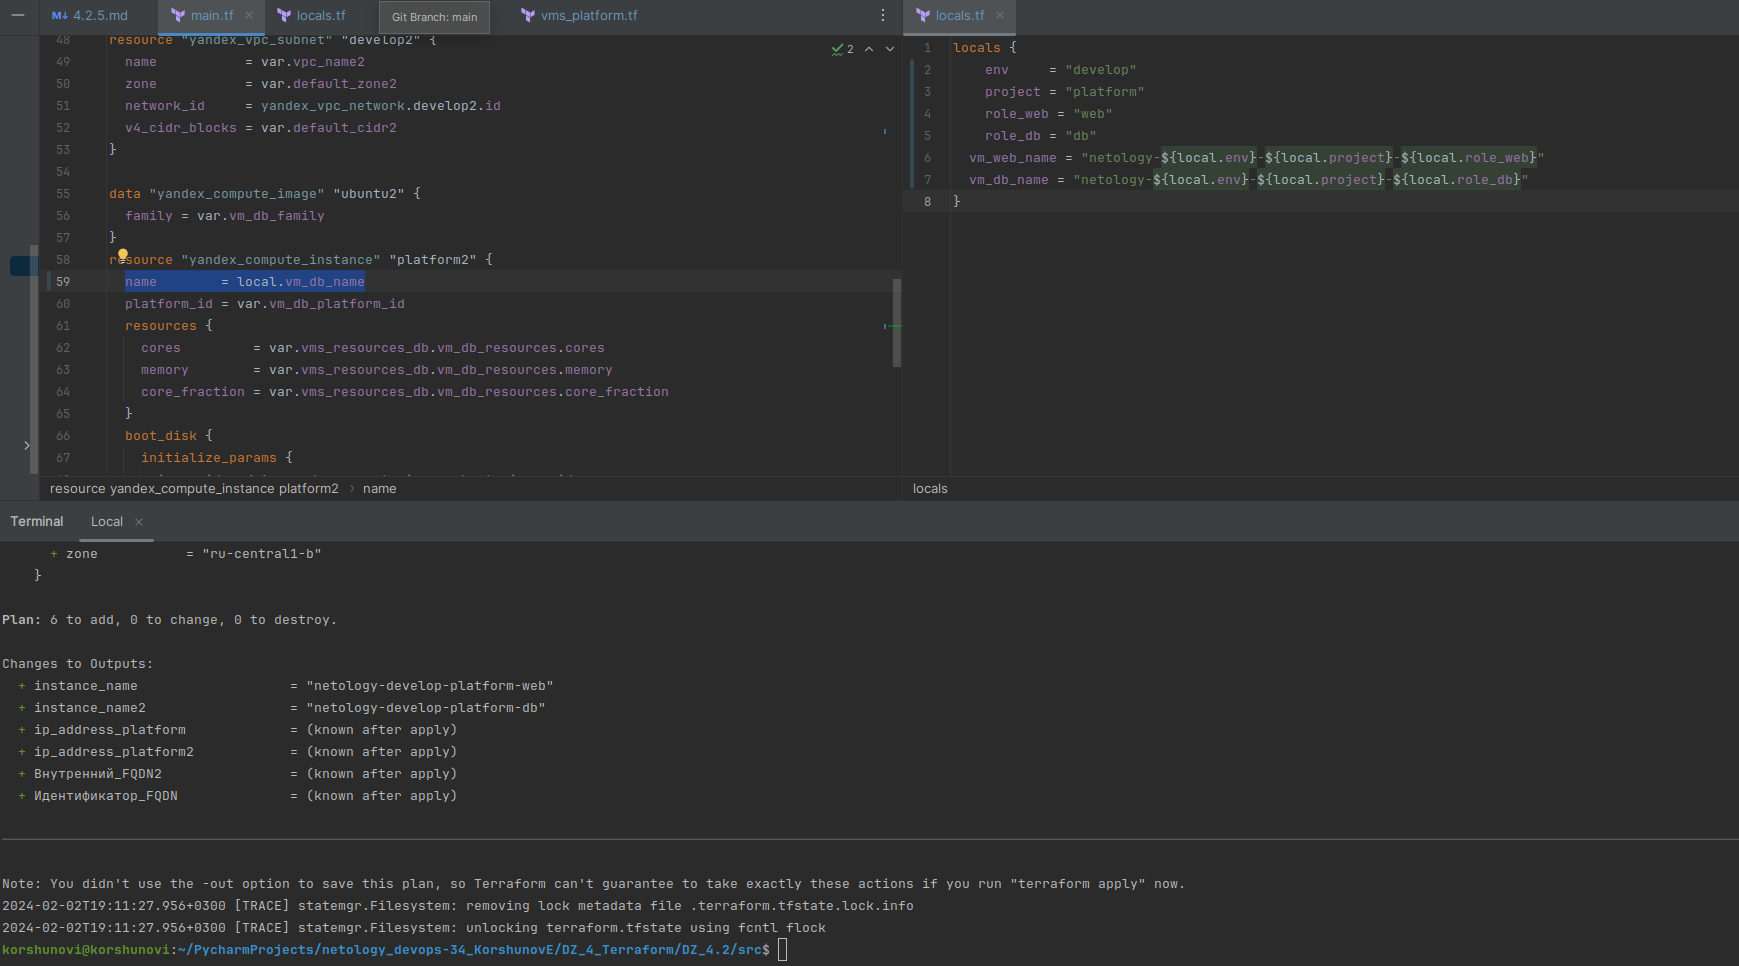 M↓ 4.2.5.md
main.tf
locals.tf
Git Branch: main
vms_platform.tf
locals.tf
48 resource "yandex_vpc_subnet" "develop2" {
49 name = var.vpc_name2
50 zone = var.default_zone2
51 network_id = yandex_vpc_network.develop2.id
52 v4_cidr_blocks = var.default_cidr2
53 }
54
55 data "yandex_compute_image" "ubuntu2" {
56 family = var.vm_db_family
57 }
58 resource "yandex_compute_instance" "platform2" {
59 name = local.vm_db_name
60 platform_id = var.vm_db_platform_id
61 resources {
62 cores = var.vms_resources_db.vm_db_resources.cores
63 memory = var.vms_resources_db.vm_db_resources.memory
64 core_fraction = var.vms_resources_db.vm_db_resources.core_fraction
65 }
66 boot_disk {
67 initialize_params {
2
resource yandex_compute_instance platform2 › name
1 locals {
2 env = "develop"
3 project = "platform"
4 role_web = "web"
5 role_db = "db"
6 vm_web_name = "netology-${local.env}-${local.project}-${local.role_web}"
7 vm_db_name = "netology-${local.env}-${local.project}-${local.role_db}"
8 }
locals
Terminal
Local
+ zone = "ru-central1-b"
}
Plan: 6 to add, 0 to change, 0 to destroy.
Changes to Outputs:
+ instance_name = "netology-develop-platform-web"
+ instance_name2 = "netology-develop-platform-db"
+ ip_address_platform = (known after apply)
+ ip_address_platform2 = (known after apply)
+ Внутренний_FQDN2 = (known after apply)
+ Идентификатор_FQDN = (known after apply)
Note: You didn't use the -out option to save this plan, so Terraform can't guarantee to take exactly these actions if you run "terraform apply" now.
2024-02-02T19:11:27.956+0300 [TRACE] statemgr.Filesystem: removing lock metadata file .terraform.tfstate.lock.info
2024-02-02T19:11:27.956+0300 [TRACE] statemgr.Filesystem: unlocking terraform.tfstate using fcntl flock
korshunovi@korshunovi:~/PycharmProjects/netology_devops-34_KorshunovE/DZ_4_Terraform/DZ_4.2/src$